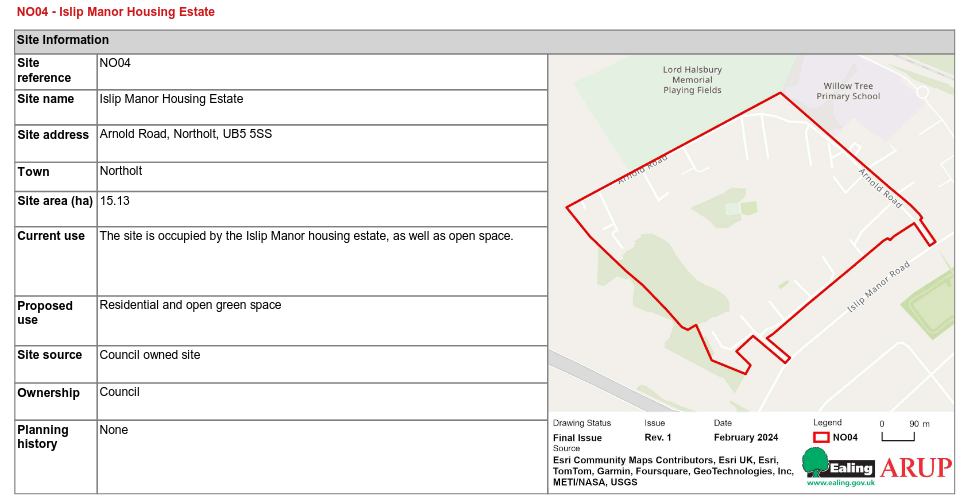 NO04 - Islip Manor Housing Estate
Site Information
Site
reference
NO04
Site name
Islip Manor Housing Estate
Site address
Arnold Road, Northolt, UB5 5SS
Town
Northolt
Site area (ha)
15.13
Current use
The site is occupied by the Islip Manor housing estate, as well as open space.
Proposed
use
Residential and open green space
Site source
Council owned site
Ownership
Council
Planning
history
None
Lord Halsbury
Memorial
Playing Fields
Willow Tree
Primary School
Arnold Road
Arnold Road
Islip Manor Road
Drawing Status
Final Issue
Issue
Rev. 1
Date
February 2024
Legend
NO04
0 90 m
Source
Esri Community Maps Contributors, Esri UK, Esri,
TomTom, Garmin, Foursquare, GeoTechnologies, Inc,
METI/NASA, USGS
Ealing
www.ealing.gov.uk
ARUP